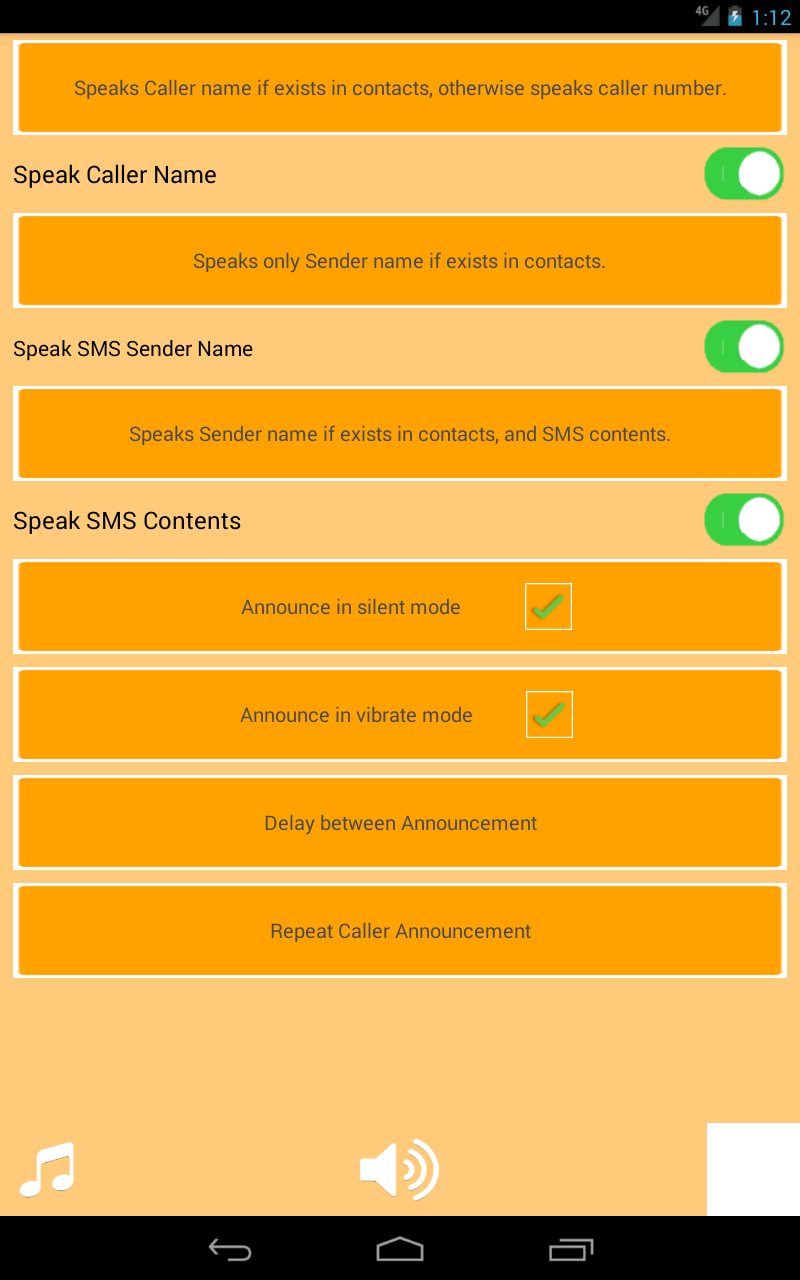 4G 1:12
Speaks Caller name if exists in contacts, otherwise speaks caller number.
Speak Caller Name
Speaks only Sender name if exists in contacts.
Speak SMS Sender Name
Speaks Sender name if exists in contacts, and SMS contents.
Speak SMS Contents
Announce in silent mode
Announce in vibrate mode
Delay between Announcement
Repeat Caller Announcement